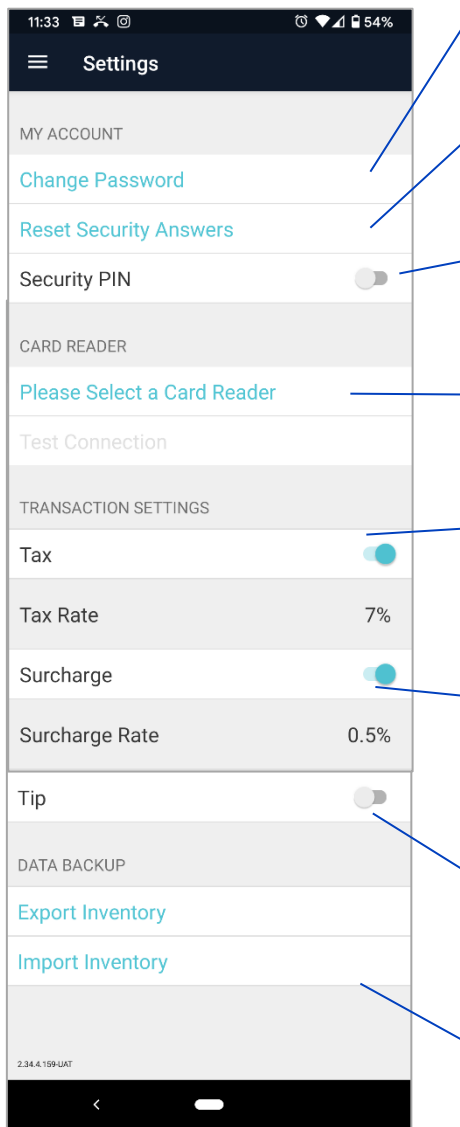 11:33 54%
Settings
MY ACCOUNT
Change Password
Reset Security Answers
Security PIN
CARD READER
Please Select a Card Reader
Test Connection
TRANSACTION SETTINGS
Tax
Tax Rate 7%
Surcharge
Surcharge Rate 0.5%
Tip
DATA BACKUP
Export Inventory
Import Inventory
2.34.4.159-UAT